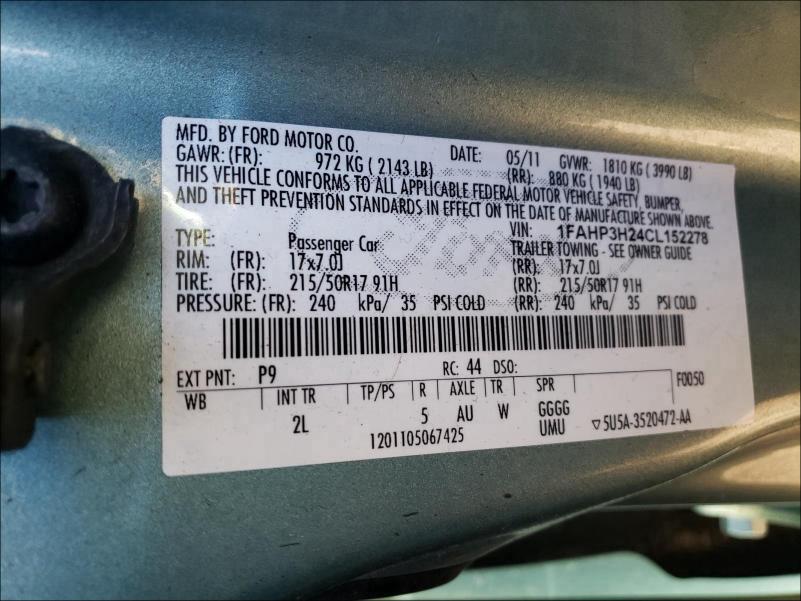 MFD. BY FORD MOTOR CO. DATE: 05/11 GVWR: 1810 KG ( 3990 LB)
GAWR: (FR): 972 KG ( 2143 LB) (RR): 880 KG ( 1940 LB)
THIS VEHICLE CONFORMS TO ALL APPLICABLE FEDERAL MOTOR VEHICLE SAFETY, BUMPER,
AND THEFT PREVENTION STANDARDS IN EFFECT ON THE DATE OF MANUFACTURE SHOWN ABOVE.
VIN: 1FAHP3H24CL152278
TYPE: Passenger Car TRAILER TOWING - SEE OWNER GUIDE
RIM: (FR): 17x7.0J (RR): 17x7.0J
TIRE: (FR): 215/50R17 91H (RR): 215/50R17 91H
PRESSURE: (FR): 240 kPa/ 35 PSI COLD (RR): 240 kPa/ 35 PSI COLD
EXT PNT: P9 RC: 44 DSO: F0050
WB INT TR TP/PS R AXLE TR SPR
2L 5 AU W GGGG
1201105067425 UMU ▽5U5A-3520472-AA